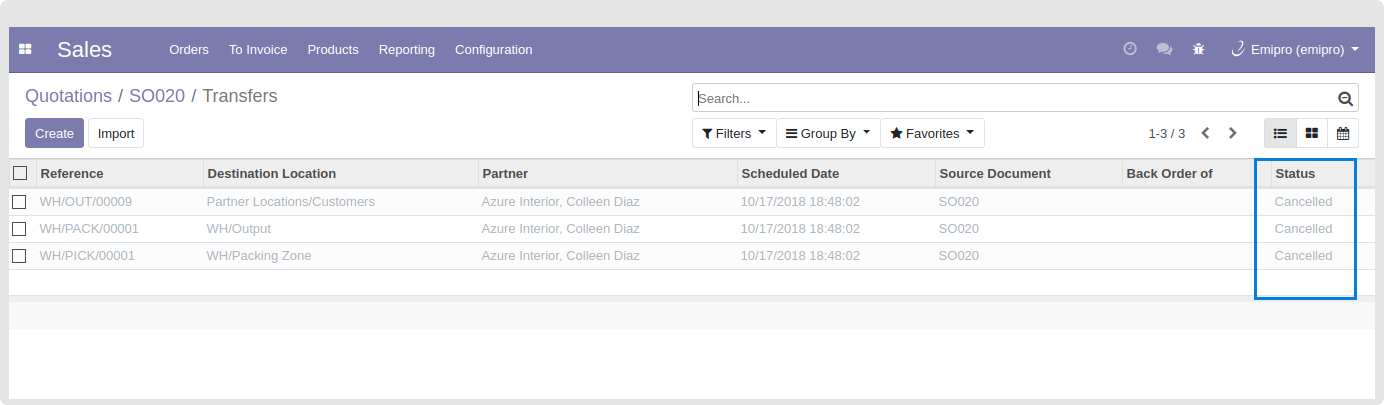 Sales Orders To Invoice Products Reporting Configuration Emipro (emipro)
Quotations / SO020 / Transfers Search...
Create Import Filters Group By Favorites 1-3 / 3
Reference Destination Location Partner Scheduled Date Source Document Back Order of Status
WH/OUT/00009 Partner Locations/Customers Azure Interior, Colleen Diaz 10/17/2018 18:48:02 SO020 Cancelled
WH/PACK/00001 WH/Output Azure Interior, Colleen Diaz 10/17/2018 18:48:02 SO020 Cancelled
WH/PICK/00001 WH/Packing Zone Azure Interior, Colleen Diaz 10/17/2018 18:48:02 SO020 Cancelled